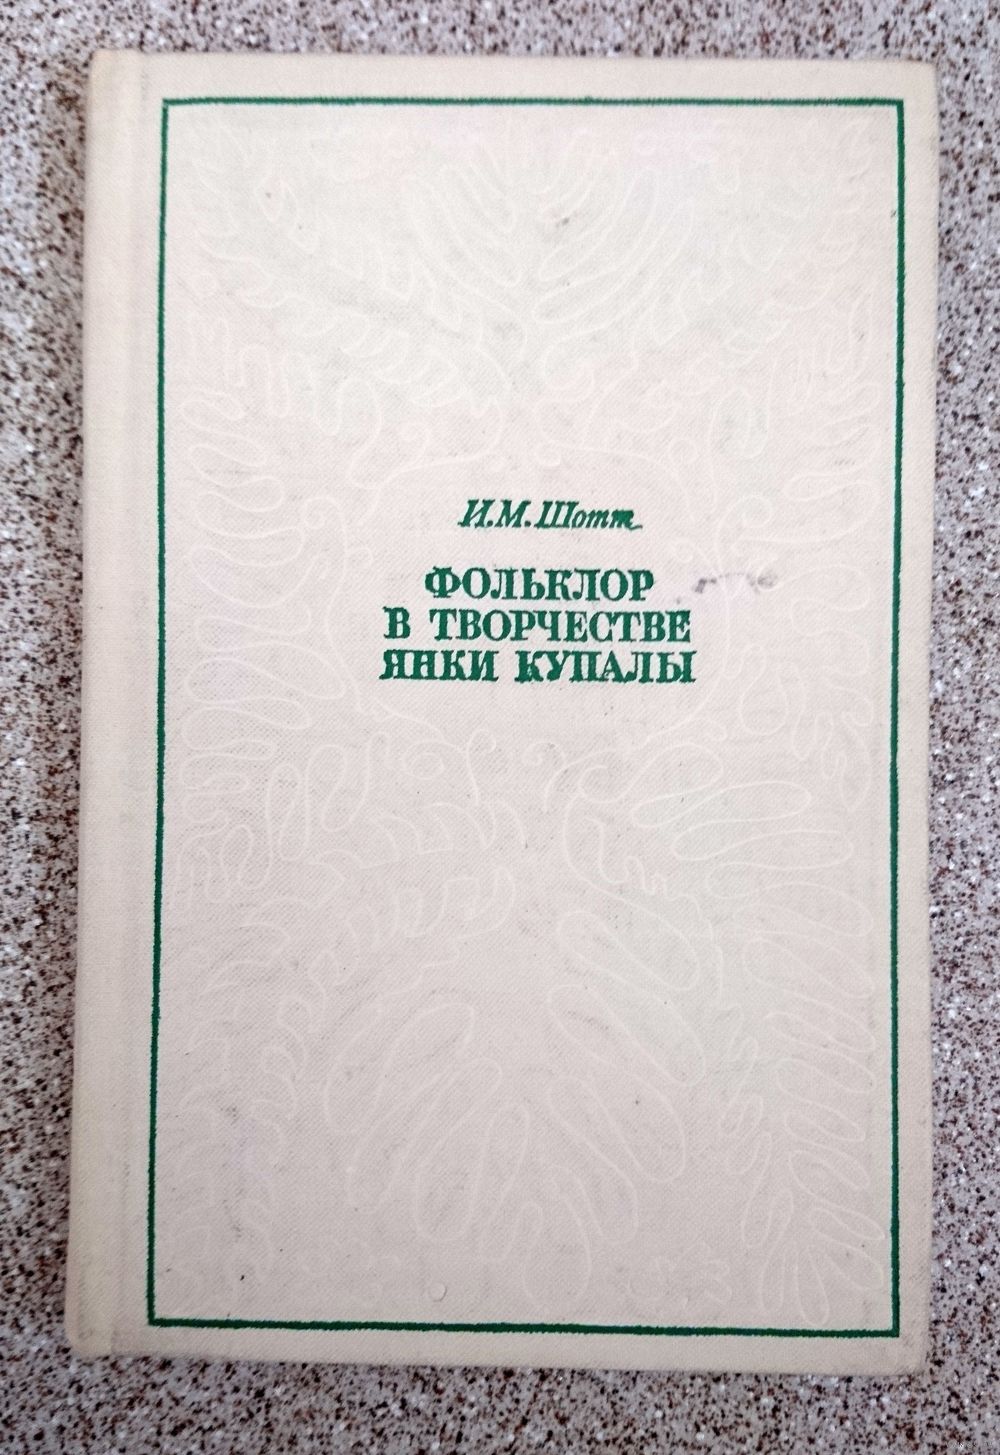 И.М.Шотт
ФОЛЬКЛОР
В ТВОРЧЕСТВЕ
ЯНКИ КУПАЛЫ